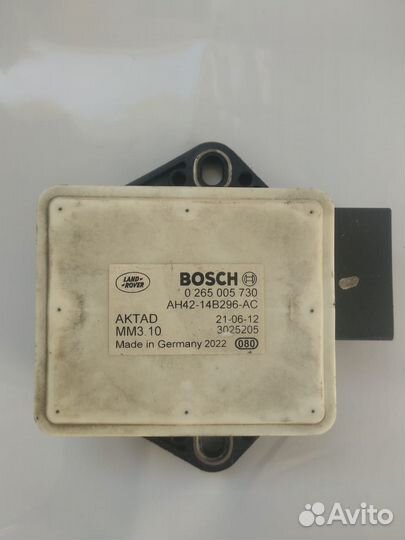 LAND
ROVER
BOSCH
0 265 005 730
AH42-14B296-AC
AKTAD 21-06-12
MM3.10 3025205
Made in Germany 2022 080
Avito